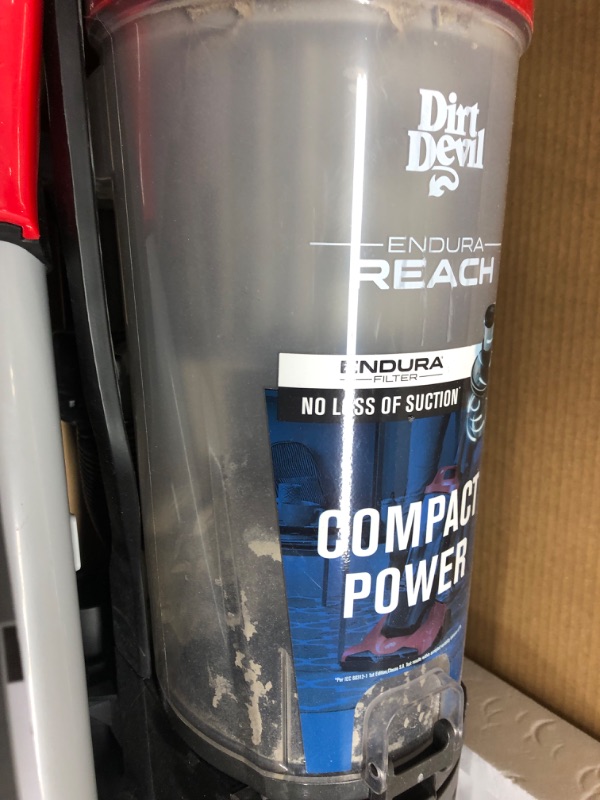 Dirt
Devil
ENDURA
REACH
ENDURA
FILTER
NO LOSS OF SUCTION*
COMPACT
POWER